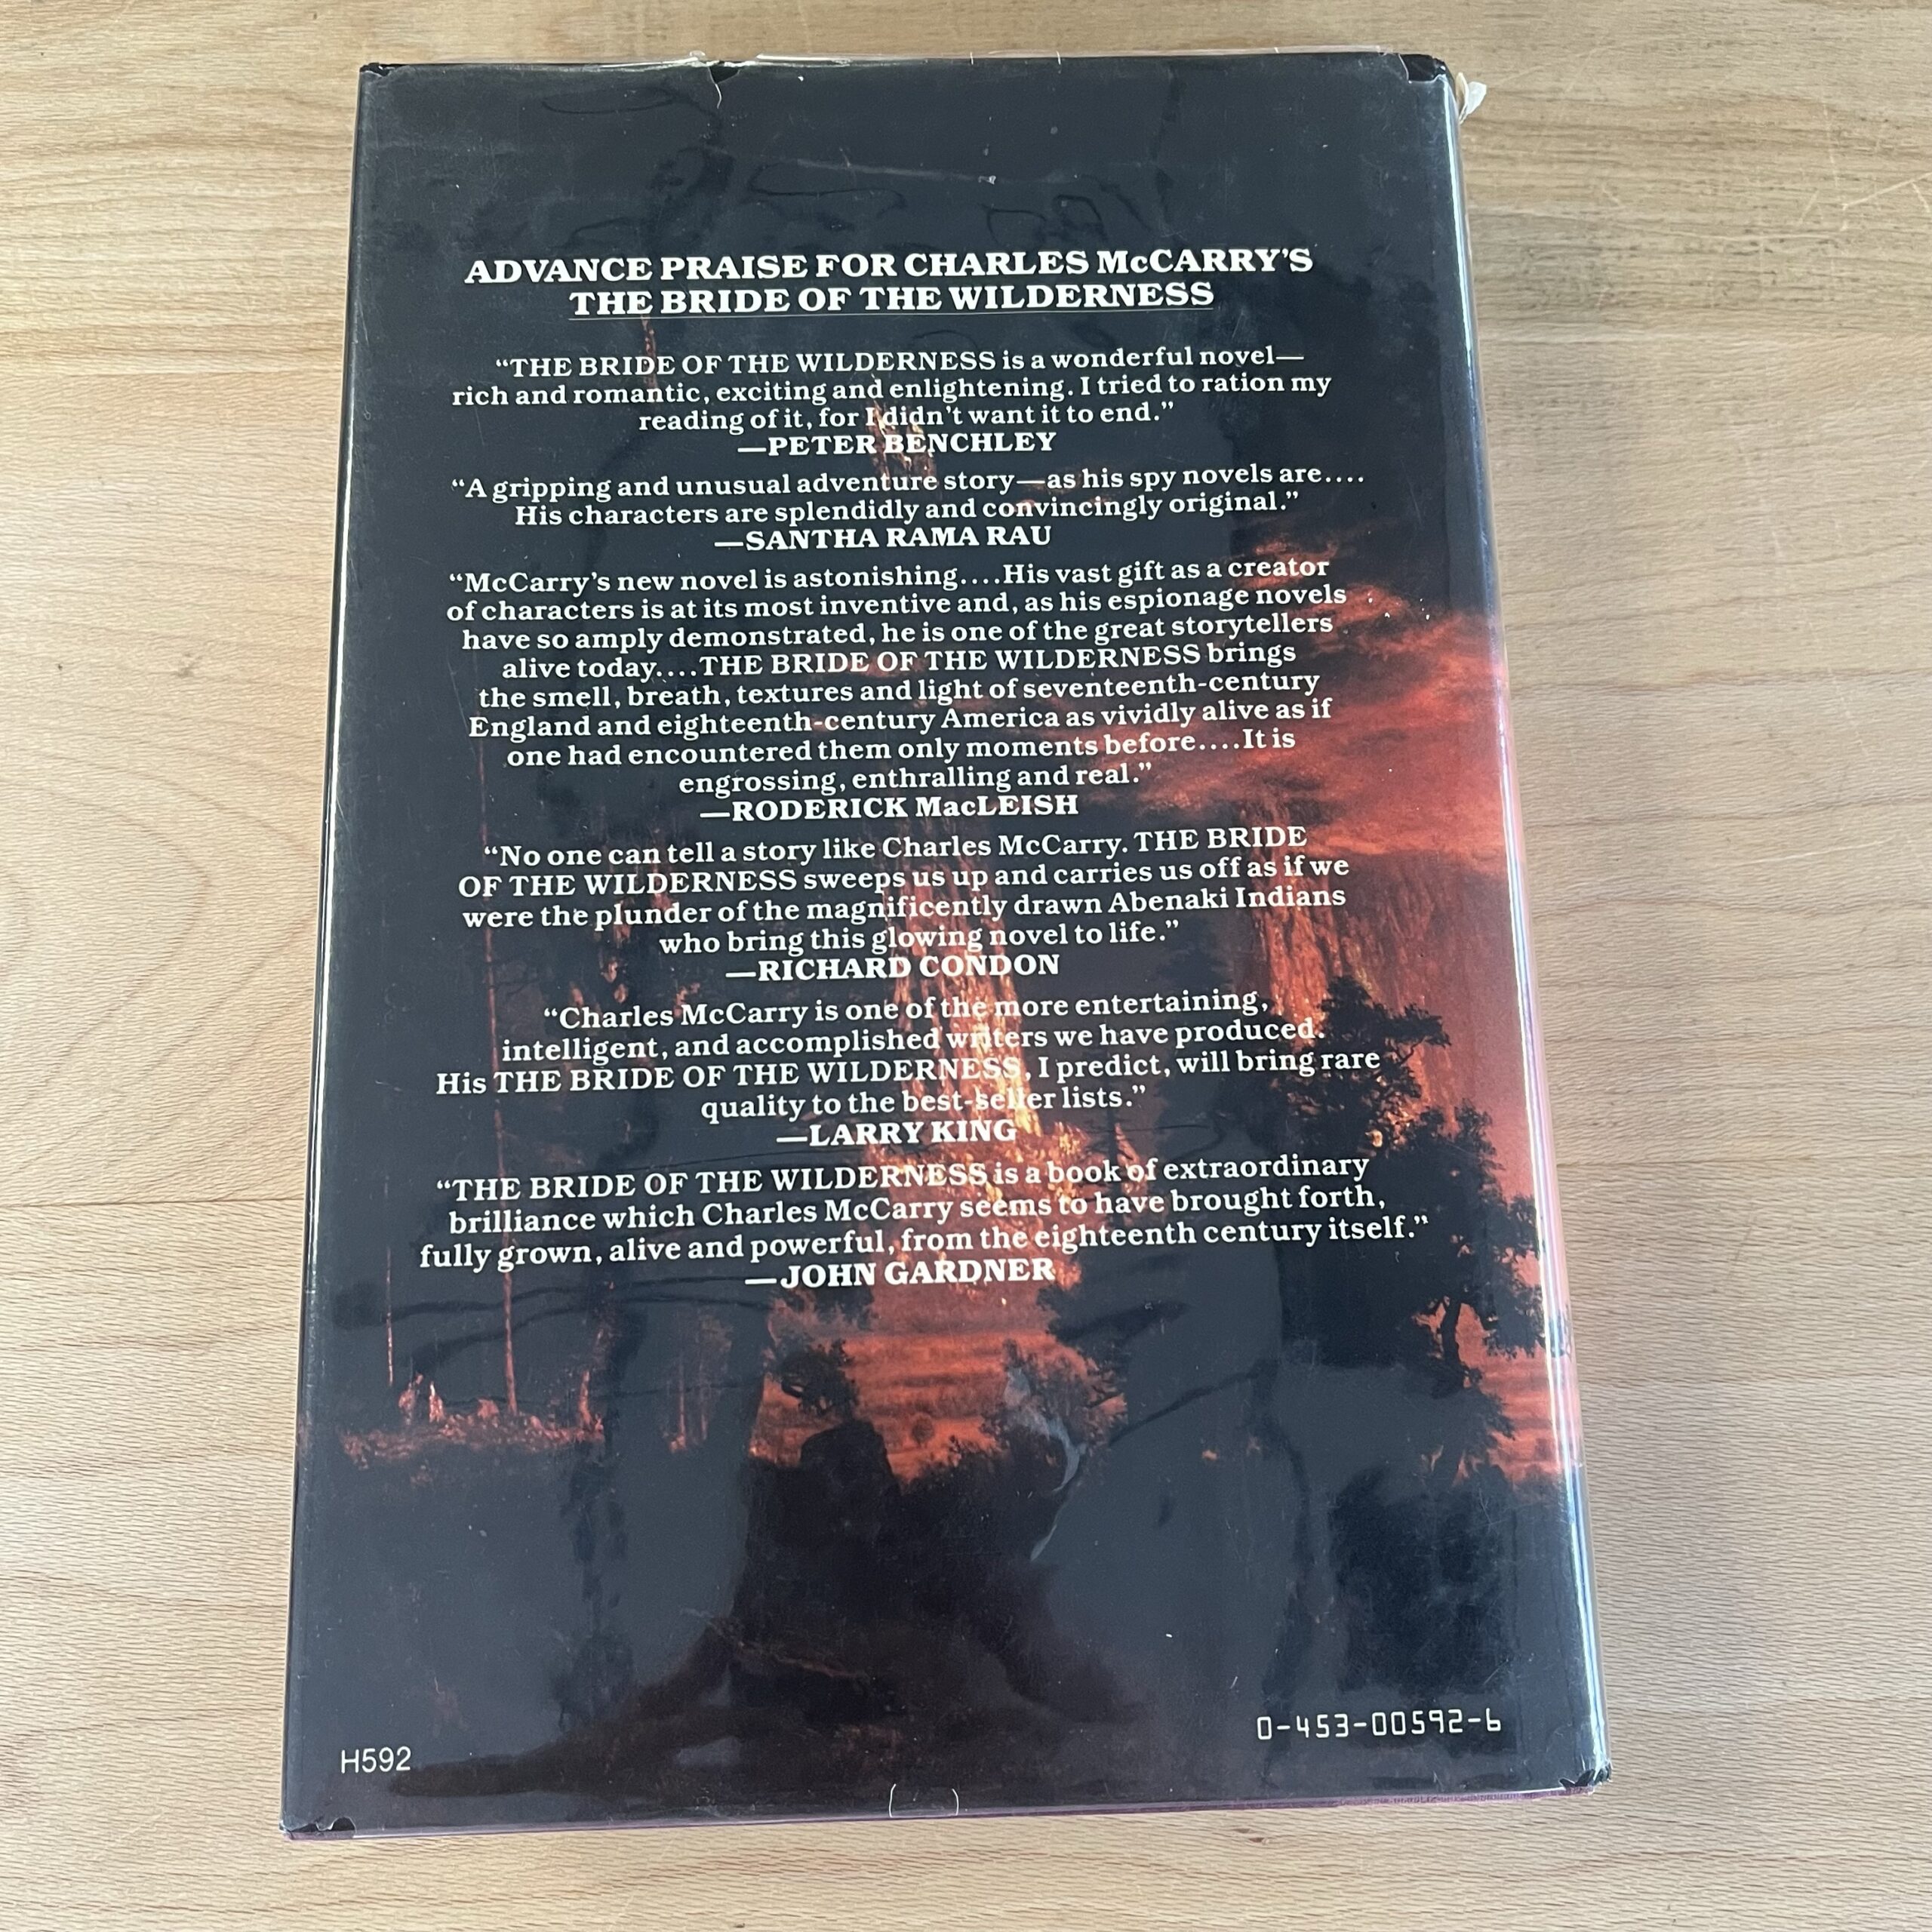 ADVANCE PRAISE FOR CHARLES McCARRY'S
THE BRIDE OF THE WILDERNESS
“THE BRIDE OF THE WILDERNESS is a wonderful novel—
rich and romantic, exciting and enlightening. I tried to ration my
reading of it, for I didn't want it to end.”
—PETER BENCHLEY
“A gripping and unusual adventure story—as his spy novels are....
His characters are splendidly and convincingly original.”
—SANTHA RAMA RAU
“McCarry's new novel is astonishing....His vast gift as a creator
of characters is at its most inventive and, as his espionage novels
have so amply demonstrated, he is one of the great storytellers
alive today....THE BRIDE OF THE WILDERNESS brings
the smell, breath, textures and light of seventeenth-century
England and eighteenth-century America as vividly alive as if
one had encountered them only moments before....It is
engrossing, enthralling and real.”
—RODERICK MacLEISH
“No one can tell a story like Charles McCarry. THE BRIDE
OF THE WILDERNESS sweeps us up and carries us off as if we
were the plunder of the magnificently drawn Abenaki Indians
who bring this glowing novel to life.”
—RICHARD CONDON
“Charles McCarry is one of the more entertaining,
intelligent, and accomplished writers we have produced.
His THE BRIDE OF THE WILDERNESS, I predict, will bring rare
quality to the best-seller lists.”
—LARRY KING
“THE BRIDE OF THE WILDERNESS is a book of extraordinary
brilliance which Charles McCarry seems to have brought forth,
fully grown, alive and powerful, from the eighteenth century itself.”
—JOHN GARDNER
0-453-00592-6
H592